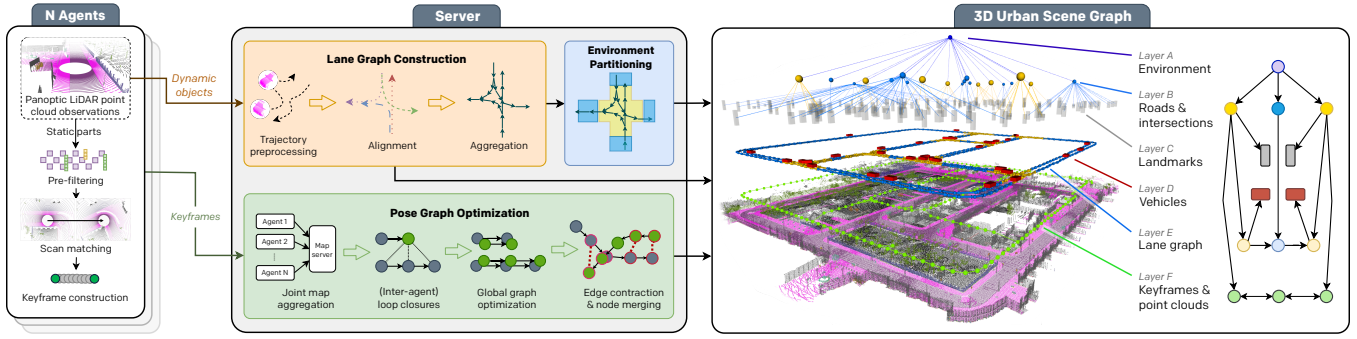 N Agents
Panoptic LiDAR point
cloud observations
Static parts
Pre-filtering
Scan matching
Keyframe construction
Dynamic
objects
Keyframes
Server
Lane Graph Construction
Trajectory
preprocessing
Alignment
Aggregation
Environment
Partitioning
Pose Graph Optimization
Agent 1
Agent 2
Agent N
Map
server
Joint map
aggregation
(Inter-agent)
loop closures
Global graph
optimization
Edge contraction
& node merging
3D Urban Scene Graph
Layer A
Environment
Layer B
Roads &
intersections
Layer C
Landmarks
Layer D
Vehicles
Layer E
Lane graph
Layer F
Keyframes &
point clouds